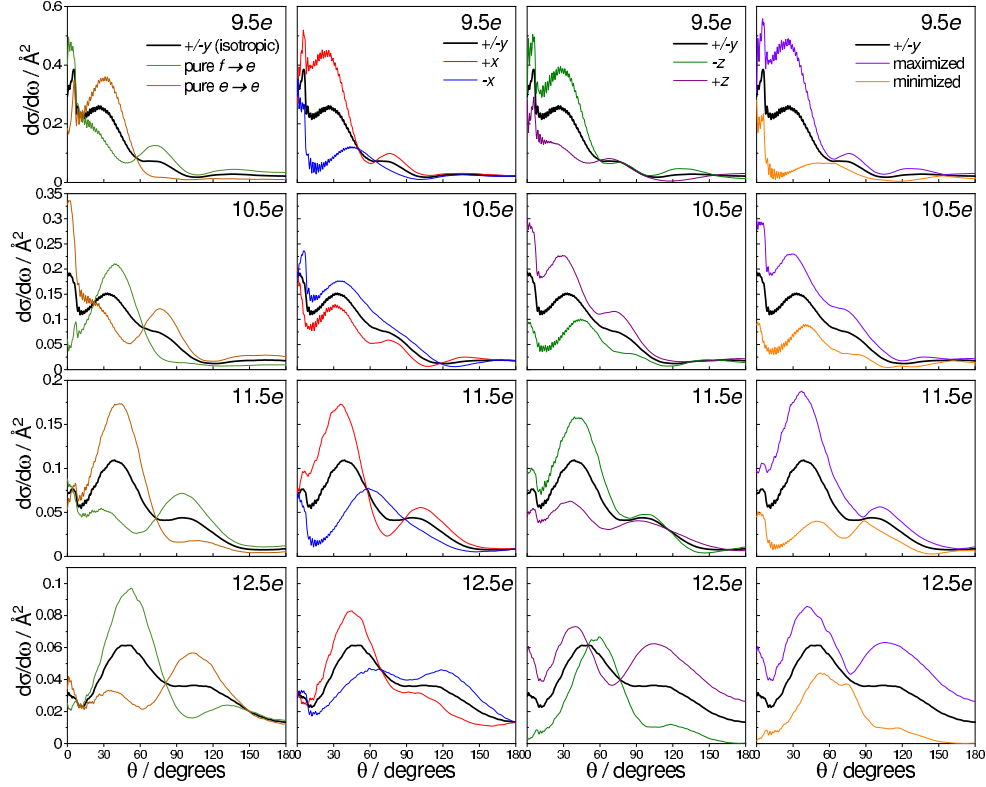 9.5e
+/-y (isotropic)
pure f → e
pure e → e
9.5e
+/-y
+x
-x
9.5e
+/-y
-z
+z
9.5e
+/-y
maximized
minimized
dσ/dω / Å²
0.6
0.4
0.2
0
10.5e
10.5e
10.5e
10.5e
dσ/dω / Å²
0.35
0.3
0.25
0.2
0.15
0.1
0.05
0
11.5e
11.5e
11.5e
11.5e
dσ/dω / Å²
0.2
0.15
0.1
0.05
0
12.5e
12.5e
12.5e
12.5e
dσ/dω / Å²
0.1
0.08
0.06
0.04
0.02
0
0 30 60 90 120 150 180
30 60 90 120 150 180
30 60 90 120 150 180
30 60 90 120 150 180
θ / degrees
θ / degrees
θ / degrees
θ / degrees